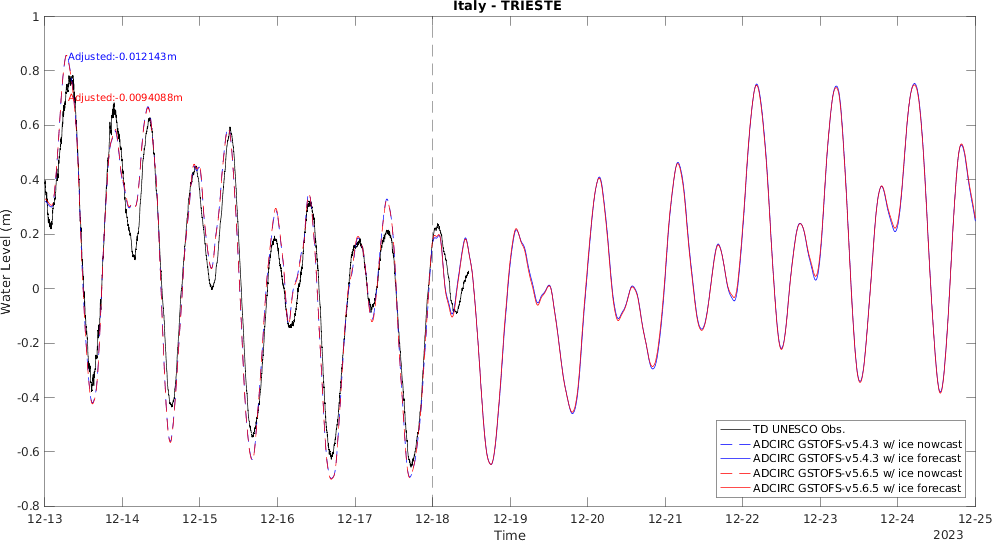 Italy - TRIESTE
Adjusted:-0.012143m
Adjusted:-0.0094088m
Water Level (m)
1
0.8
0.6
0.4
0.2
0
-0.2
-0.4
-0.6
-0.8
TD UNESCO Obs.
ADCIRC GSTOFS-v5.4.3 w/ ice nowcast
ADCIRC GSTOFS-v5.4.3 w/ ice forecast
ADCIRC GSTOFS-v5.6.5 w/ ice nowcast
ADCIRC GSTOFS-v5.6.5 w/ ice forecast
12-13 12-14 12-15 12-16 12-17 12-18 12-19 12-20 12-21 12-22 12-23 12-24 12-25
Time
2023